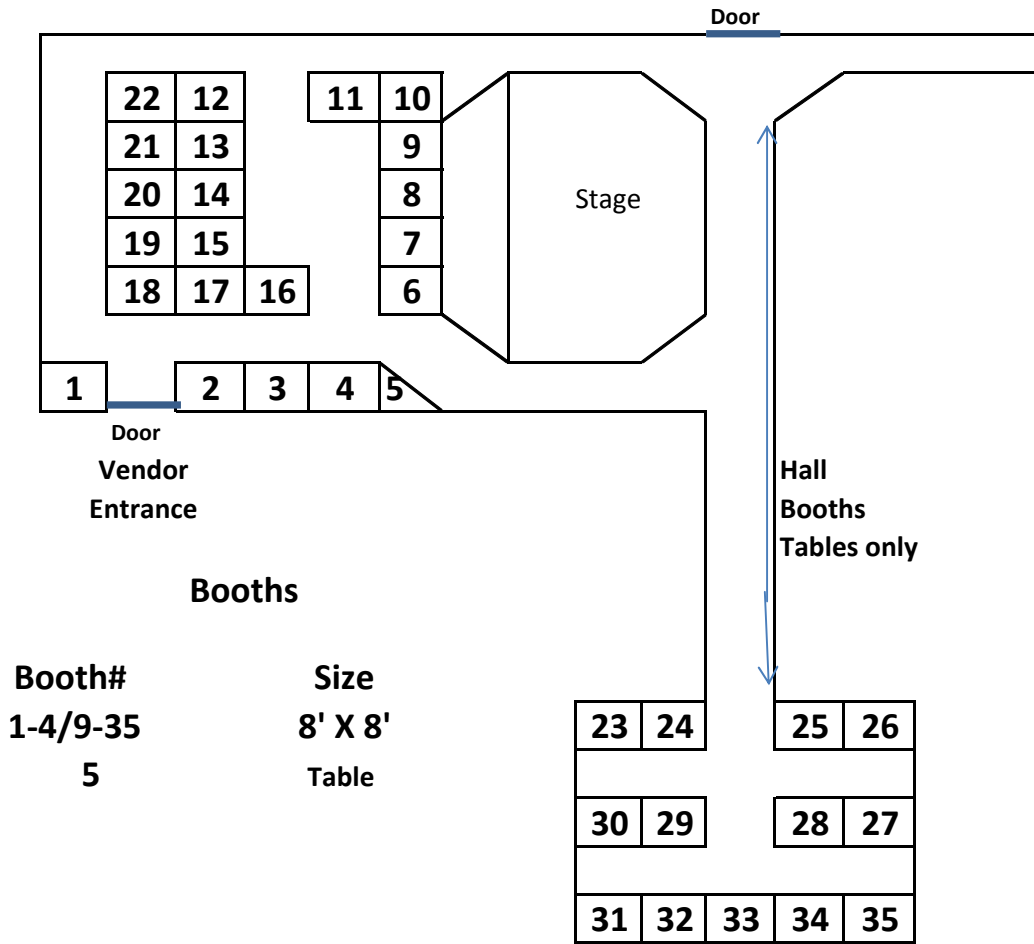 Door
22 12 11 10
21 13 9
20 14 8
Stage
19 15 7
18 17 16 6
1 2 3 4 5
Door
Vendor
Entrance
Hall
Booths
Tables only
Booths
Booth# Size
1-4/9-35 8' X 8'
5 Table
23 24 25 26
30 29 28 27
31 32 33 34 35